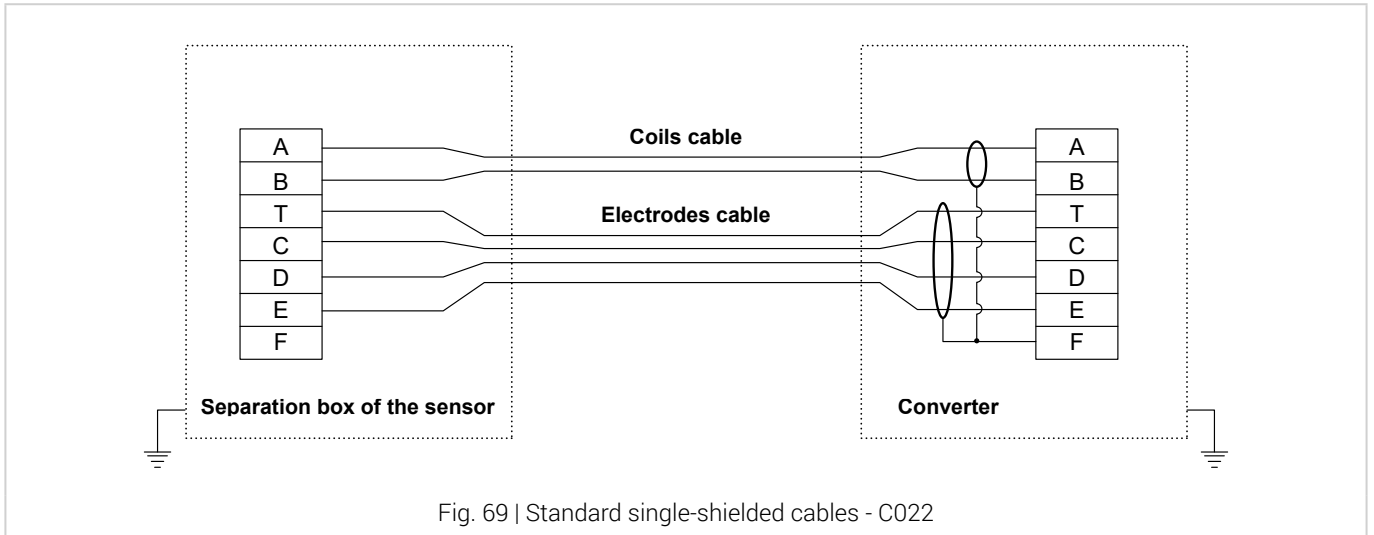 Coils cable
A
B
T
C
D
E
F
Electrodes cable
A
B
T
C
D
E
F
Separation box of the sensor
Converter
Fig. 69 | Standard single-shielded cables - C022